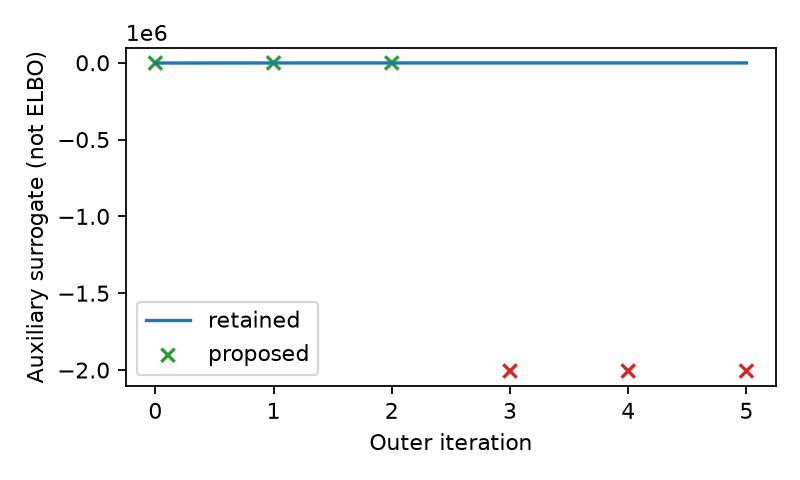 1e6
0.0
−0.5
−1.0
−1.5
−2.0
Auxiliary surrogate (not ELBO)
retained
proposed
0 1 2 3 4 5
Outer iteration